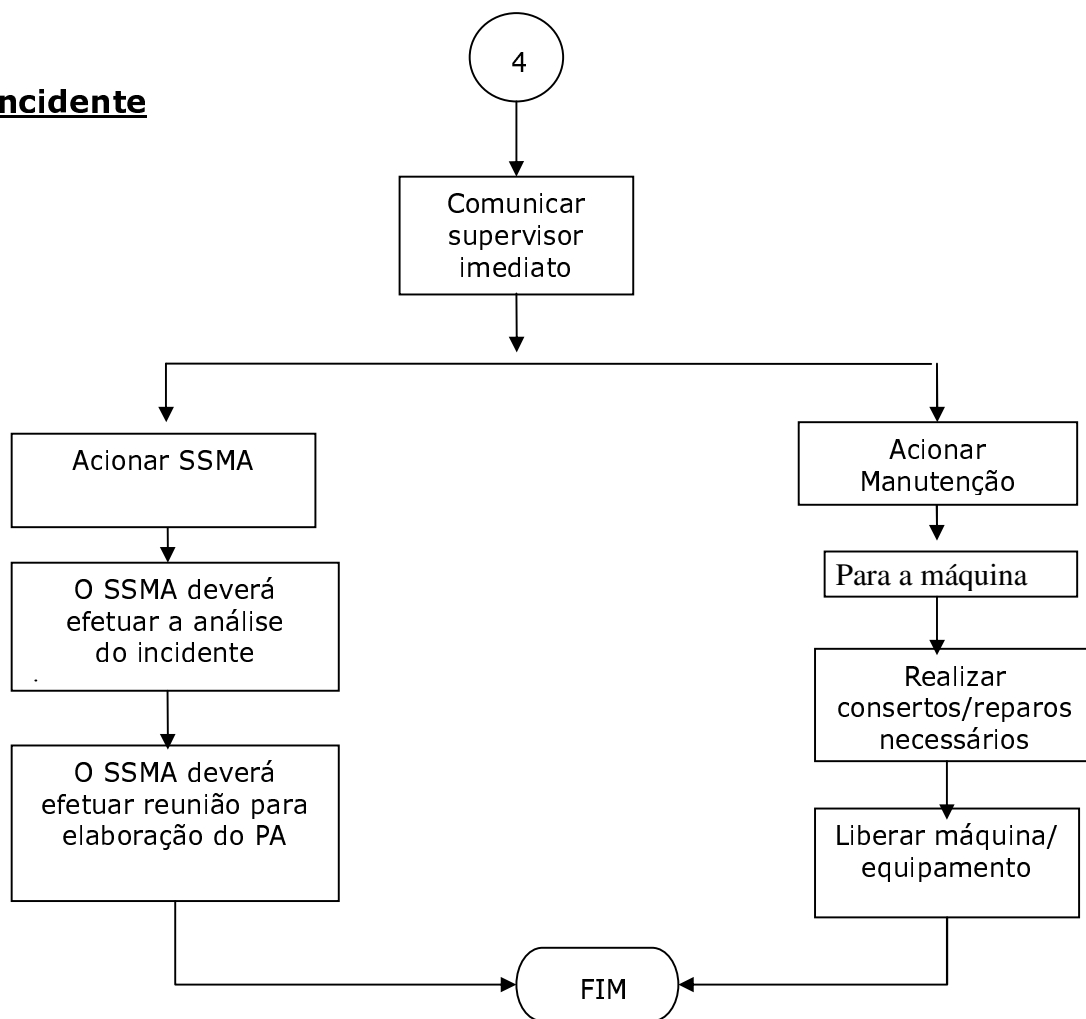 4
ncidente
Comunicar
supervisor
imediato
Acionar SSMA
O SSMA deverá
efetuar a análise
do incidente
.
O SSMA deverá
efetuar reunião para
elaboração do PA
Acionar
Manutenção
Para a máquina
Realizar
consertos/reparos
necessários
Liberar máquina/
equipamento
FIM